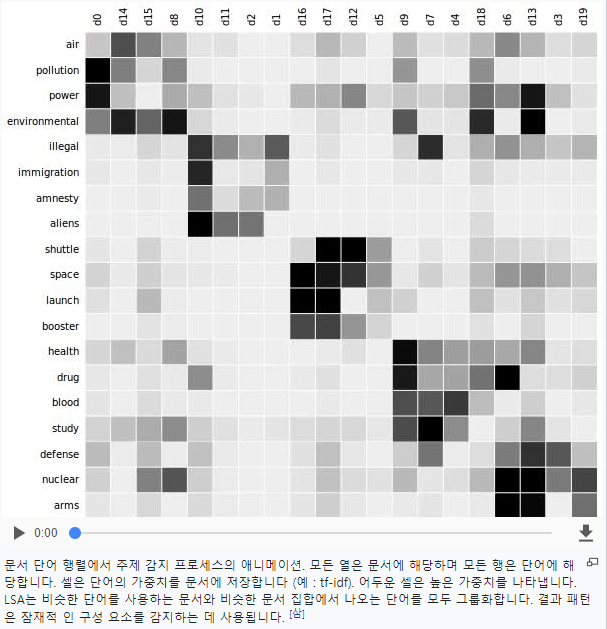 d0 d14 d15 d8 d10 d11 d2 d1 d16 d17 d12 d5 d9 d7 d4 d18 d6 d13 d3 d19
air
pollution
power
environmental
illegal
immigration
amnesty
aliens
shuttle
space
launch
booster
health
drug
blood
study
defense
nuclear
arms
0:00
문서 단어 행렬에서 주제 감지 프로세스의 애니메이션. 모든 열은 문서에 해당하며 모든 행은 단어에 해
당합니다. 셀은 단어의 가중치를 문서에 저장합니다 (예 : tf-idf). 어두운 셀은 높은 가중치를 나타냅니다.
LSA는 비슷한 단어를 사용하는 문서와 비슷한 문서 집합에서 나오는 단어를 모두 그룹화합니다. 결과 패턴
은 잠재적 인 구성 요소를 감지하는 데 사용됩니다. [삼]